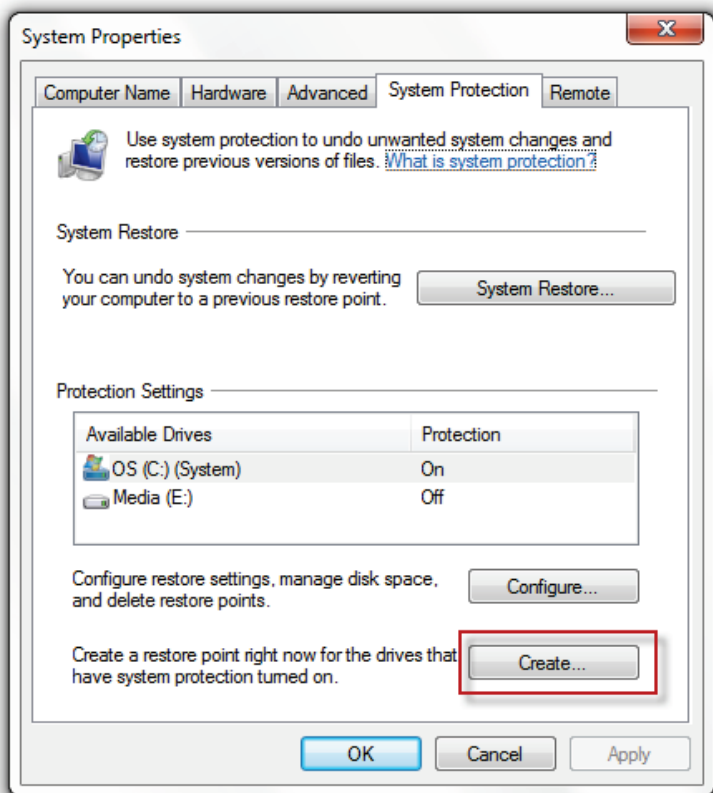 System Properties
Computer Name Hardware Advanced System Protection Remote
Use system protection to undo unwanted system changes and
restore previous versions of files. What is system protection?
System Restore
You can undo system changes by reverting
your computer to a previous restore point.
System Restore...
Protection Settings
Available Drives Protection
OS (C:) (System) On
Media (E:) Off
Configure restore settings, manage disk space,
and delete restore points.
Configure...
Create a restore point right now for the drives that
have system protection turned on.
Create...
OK Cancel Apply